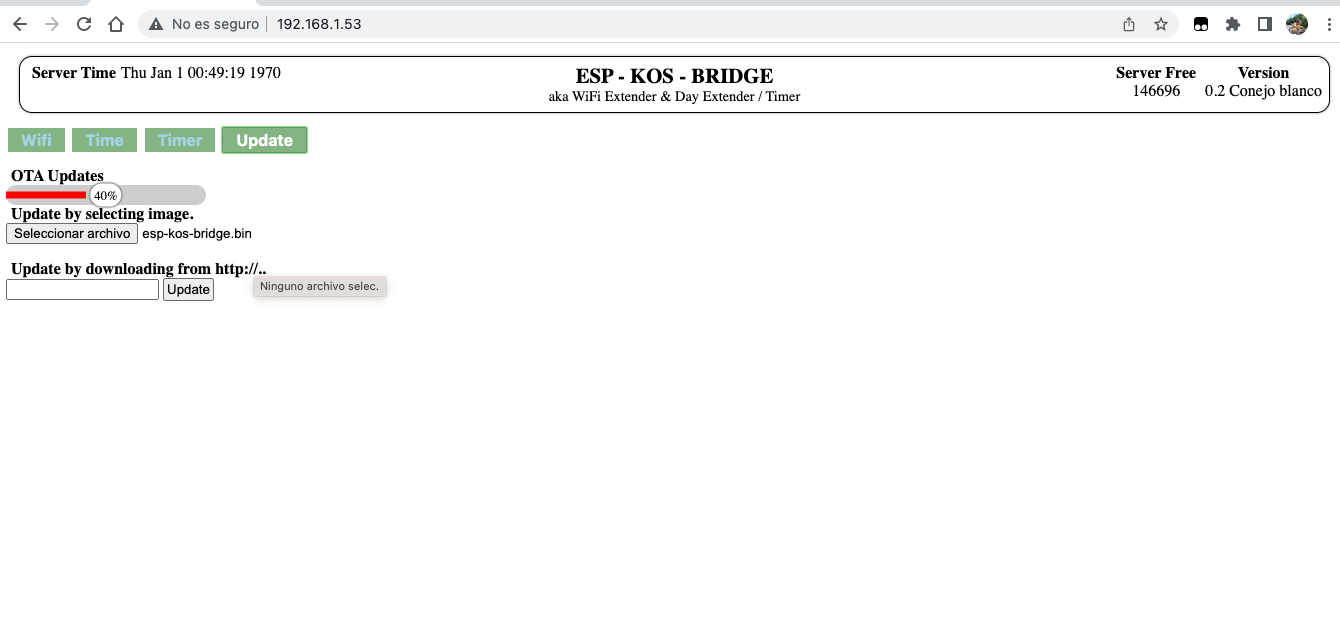 No es seguro | 192.168.1.53
Server Time Thu Jan 1 00:49:19 1970
ESP - KOS - BRIDGE
aka WiFi Extender & Day Extender / Timer
Server Free
146696
Version
0.2 Conejo blanco
Wifi Time Timer Update
OTA Updates
40%
Update by selecting image.
Seleccionar archivo esp-kos-bridge.bin
Update by downloading from http://..
Update
Ninguno archivo selec.